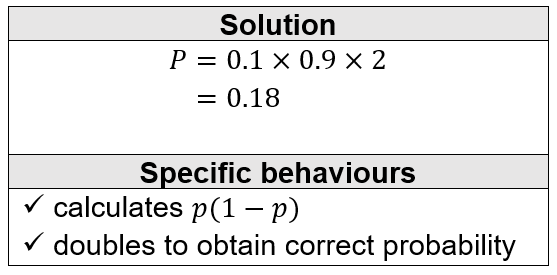 Solution
P = 0.1 × 0.9 × 2
= 0.18
Specific behaviours
✓ calculates p(1 − p)
✓ doubles to obtain correct probability